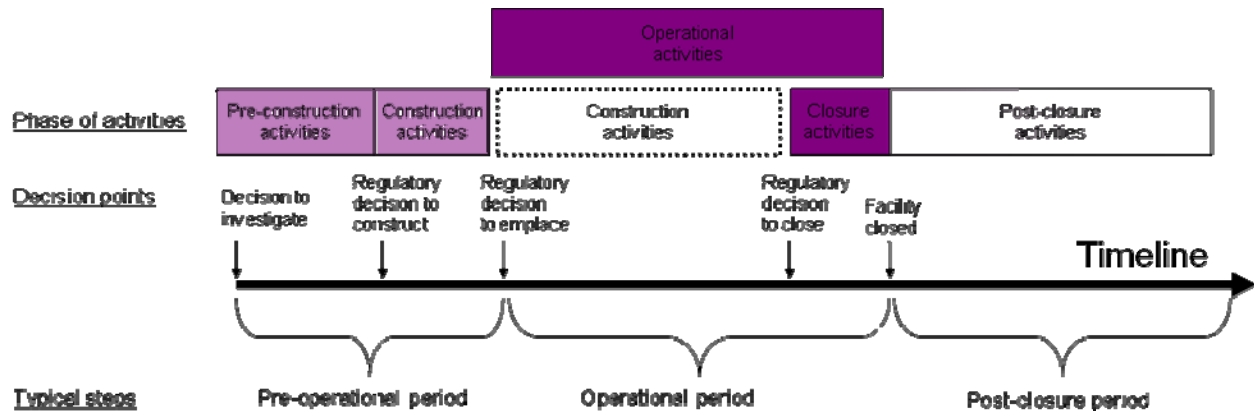 Operational
activities
Phase of activities
Pre-construction
activities
Construction
activities
Construction
activities
Closure
activities
Post-closure
activities
Decision points
Decision to
investigate
Regulatory
decision to
construct
Regulatory
decision
to emplace
Regulatory
decision
to close
Facility
closed
Timeline
Typical steps
Pre-operational period
Operational period
Post-closure period